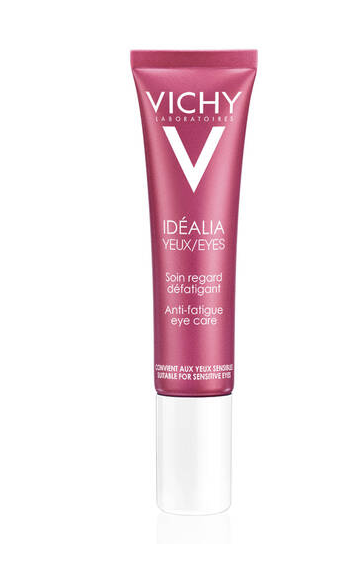 VICHY
LABORATOIRES
V
IDÉALIA
YEUX/EYES
Soin regard
défatigant
Anti-fatigue
eye care
CONVIENT AUX YEUX SENSIBLES
SUITABLE FOR SENSITIVE EYES